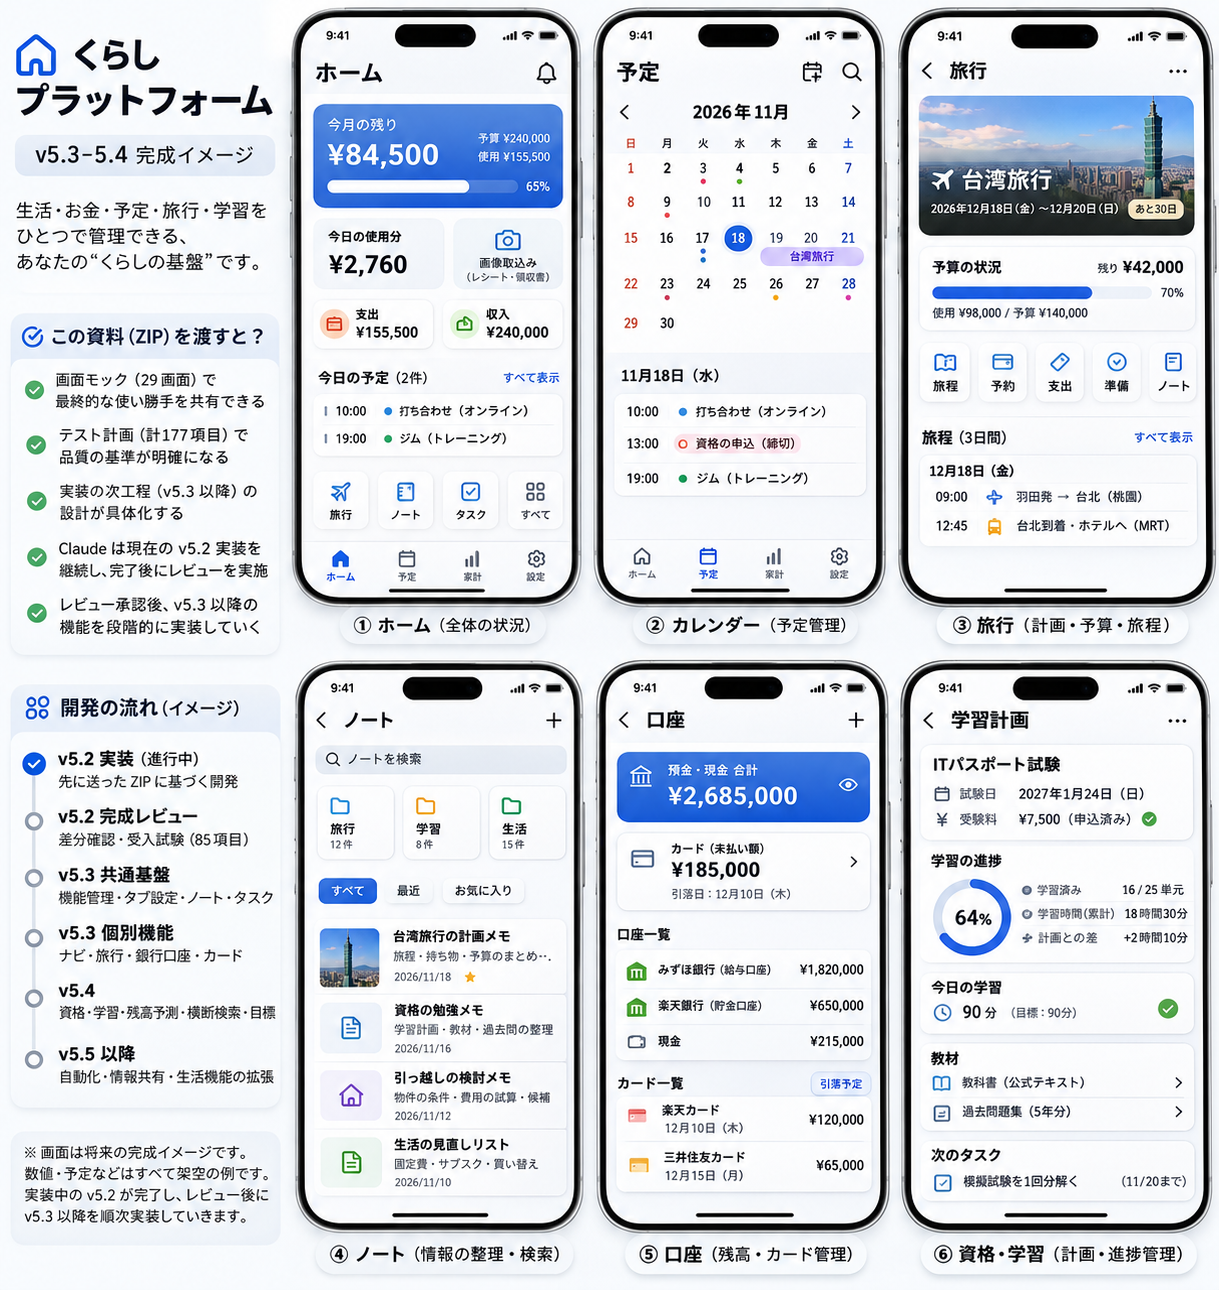 くらし
プラットフォーム
v5.3-5.4 完成イメージ
生活・お金・予定・旅行・学習を
ひとつで管理できる、
あなたの“くらしの基盤”です。
この資料（ZIP）を渡すと？
画面モック（29画面）で
最終的な使い勝手を共有できる
テスト計画（計177項目）で
品質の基準が明確になる
実装の次工程（v5.3 以降）の
設計が具体化する
Claude は現在の v5.2 実装を
継続し、完了後にレビューを実施
レビュー承認後、v5.3 以降の
機能を段階的に実装していく
開発の流れ（イメージ）
v5.2 実装（進行中）
先に送った ZIP に基づく開発
v5.2 完成レビュー
差分確認・受入試験（85項目）
v5.3 共通基盤
機能管理・タブ設定・ノート・タスク
v5.3 個別機能
ナビ・旅行・銀行口座・カード
v5.4
資格・学習・残高予測・横断検索・目標
v5.5 以降
自動化・情報共有・生活機能の拡張
※ 画面は将来の完成イメージです。
数値・予定などはすべて架空の例です。
実装中の v5.2 が完了し、レビュー後に
v5.3 以降を順次実装していきます。
9:41
ホーム
今月の残り
¥84,500
予算 ¥240,000
使用 ¥155,500
65%
今日の使用分
¥2,760
画像取込み
（レシート・領収書）
支出
¥155,500
収入
¥240,000
今日の予定（2件） すべて表示
10:00 打ち合わせ（オンライン）
19:00 ジム（トレーニング）
旅行 ノート タスク すべて
ホーム 予定 家計 設定
① ホーム（全体の状況）
9:41
予定
2026年11月
日 月 火 水 木 金 土
1 2 3 4 5 6 7
8 9 10 11 12 13 14
15 16 17 18 19 20 21
台湾旅行
22 23 24 25 26 27 28
29 30
11月18日（水）
10:00 打ち合わせ（オンライン）
13:00 資格の申込（締切）
19:00 ジム（トレーニング）
ホーム 予定 家計 設定
② カレンダー（予定管理）
9:41
旅行
台湾旅行
2026年12月18日（金）〜12月20日（日） あと30日
予算の状況 残り ¥42,000
70%
使用 ¥98,000 / 予算 ¥140,000
旅程 予約 支出 準備 ノート
旅程（3日間） すべて表示
12月18日（金）
09:00 羽田発 → 台北（桃園）
12:45 台北到着・ホテルへ（MRT）
③ 旅行（計画・予算・旅程）
9:41
ノート
ノートを検索
旅行 学習 生活
12件 8件 15件
すべて 最近 お気に入り
台湾旅行の計画メモ
旅程・持ち物・予算のまとめ…
2026/11/18
資格の勉強メモ
学習計画・教材・過去問の整理
2026/11/16
引っ越しの検討メモ
物件の条件・費用の試算・候補
2026/11/12
生活の見直しリスト
固定費・サブスク・買い替え
2026/11/10
④ ノート（情報の整理・検索）
9:41
口座
預金・現金 合計
¥2,685,000
カード（未払い額）
¥185,000
引落日：12月10日（木）
口座一覧
みずほ銀行（給与口座） ¥1,820,000
楽天銀行（貯金口座） ¥650,000
現金 ¥215,000
カード一覧 引落予定
楽天カード
12月10日（木） ¥120,000
三井住友カード
12月15日（月） ¥65,000
⑤ 口座（残高・カード管理）
9:41
学習計画
ITパスポート試験
試験日 2027年1月24日（日）
受験料 ¥7,500（申込済み）
学習の進捗
64%
学習済み 16 / 25 単元
学習時間(累計) 18時間30分
計画との差 +2時間10分
今日の学習
90 分 （目標：90分）
教材
教科書（公式テキスト）
過去問題集（5年分）
次のタスク
模擬試験を1回分解く （11/20まで）
⑥ 資格・学習（計画・進捗管理）